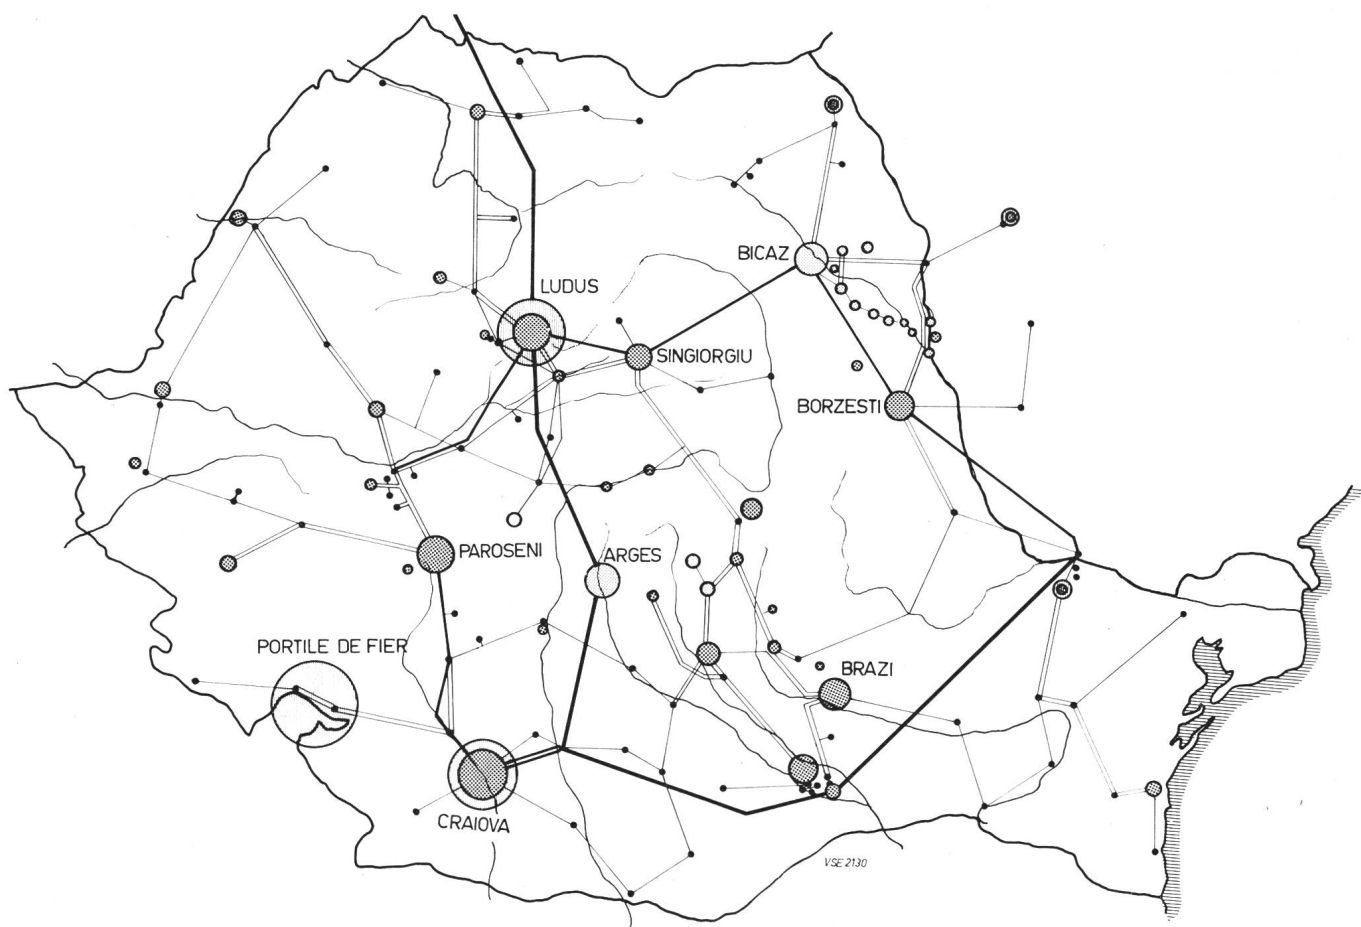 BICAZ
LUDUS
SINGIORGIU
BORZESTI
PAROSENI
ARGES
PORTILE DE FIER
BRAZI
CRAIOVA
VSE 2130